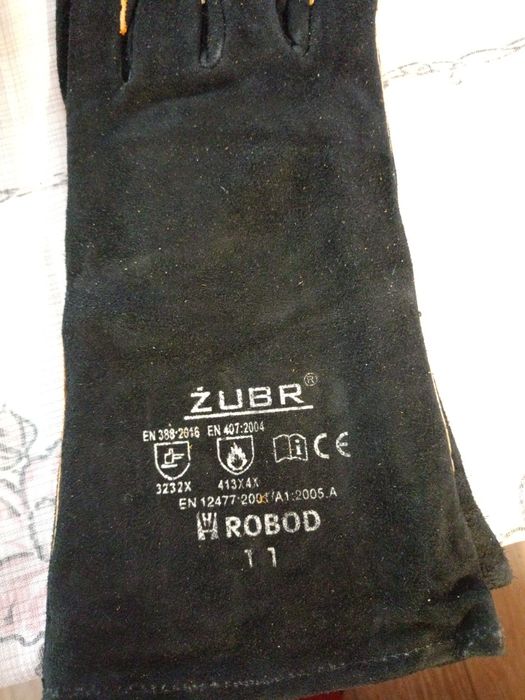 ŻUBR®
EN 388:2016 EN 407:2004
3232X 413X4X
EN 12477:2001/A1:2005.A
ROBOD
11